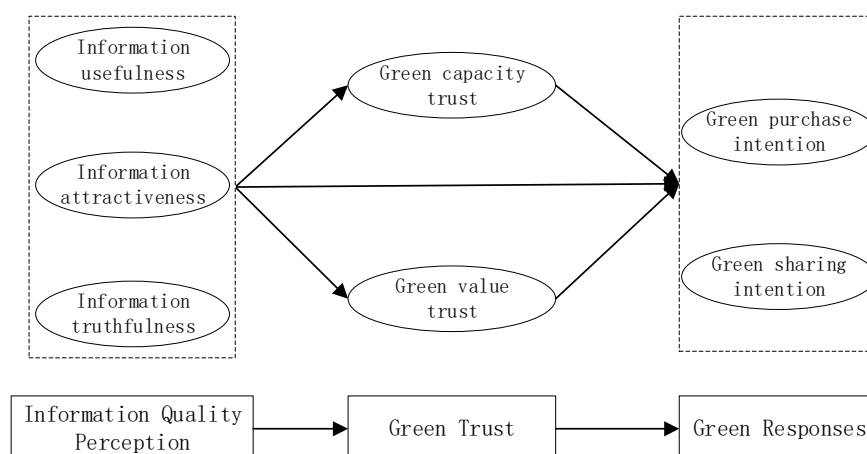 Information
usefulness
Green capacity
trust
Green purchase
intention
Information
attractiveness
Green value
trust
Green sharing
intention
Information
truthfulness
Information Quality
Perception
Green Trust
Green Responses